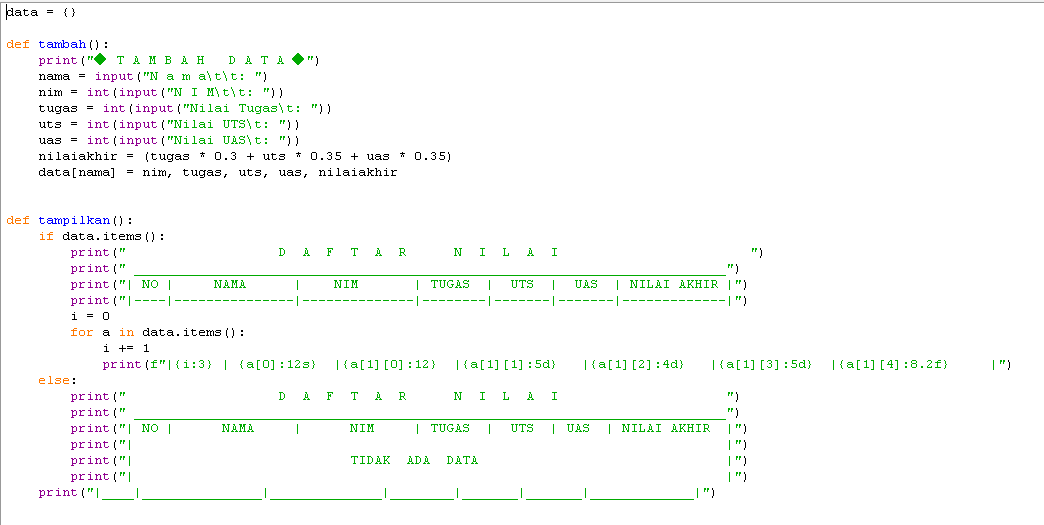 data = {}
def tambah():
    print("◆ T A M B A H   D A T A ◆")
    nama = input("N a m a\t\t: ")
    nim = int(input("N I M\t\t: "))
    tugas = int(input("Nilai Tugas\t: "))
    uts = int(input("Nilai UTS\t: "))
    uas = int(input("Nilai UAS\t: "))
    nilaiakhir = (tugas * 0.3 + uts * 0.35 + uas * 0.35)
    data[nama] = nim, tugas, uts, uas, nilaiakhir
def tampilkan():
    if data.items():
        print("                   D  A  F  T  A  R      N  I  L  A  I                        ")
        print(" __________________________________________________________________________")
        print("| NO |     NAMA      |    NIM       | TUGAS  |  UTS  |  UAS  | NILAI AKHIR |")
        print("|----|---------------|--------------|--------|-------|-------|-------------|")
        i = 0
        for a in data.items():
            i += 1
            print(f"|{i:3} | {a[0]:12s}  |{a[1][0]:12}  |{a[1][1]:5d}   |{a[1][2]:4d}   |{a[1][3]:5d}  |{a[1][4]:8.2f}     |")
    else:
        print("                   D  A  F  T  A  R      N  I  L  A  I                     ")
        print(" __________________________________________________________________________")
        print("| NO |      NAMA     |      NIM     | TUGAS  |  UTS  | UAS  | NILAI AKHIR  |")
        print("|                                                                          |")
        print("|                           TIDAK  ADA  DATA                               |")
        print("|                                                                          |")
    print("|____|_______________|______________|________|_______|_______|_____________|")